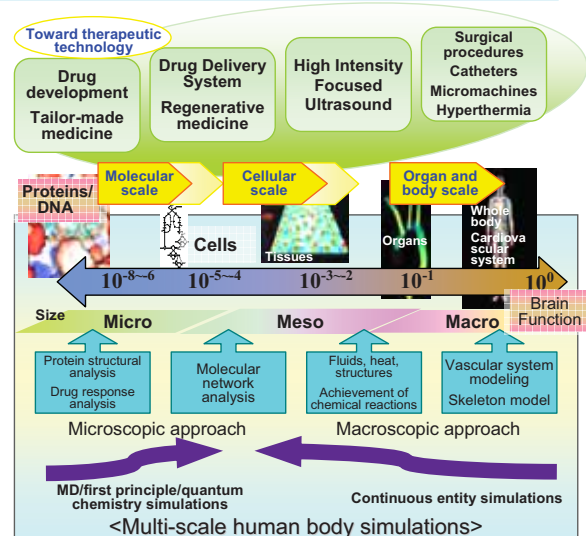 Toward therapeutic
technology
Drug
development
Tailor-made
medicine
Drug Delivery
System
Regenerative
medicine
High Intensity
Focused
Ultrasound
Surgical
procedures
Catheters
Micromachines
Hyperthermia
Proteins/
DNA
Molecular
scale
Cellular
scale
Organ and
body scale
Cells
Tissues
Organs
Whole
body
Cardiova
scular
system
10-8~-6
10-5~-4
10-3~-2
10-1
100
Brain
Function
Size
Micro
Meso
Macro
Protein structural
analysis
Drug response
analysis
Molecular
network
analysis
Fluids, heat,
structures
Achievement of
chemical reactions
Vascular system
modeling
Skeleton model
Microscopic approach
Macroscopic approach
MD/first principle/quantum
chemistry simulations
Continuous entity simulations
<Multi-scale human body simulations>